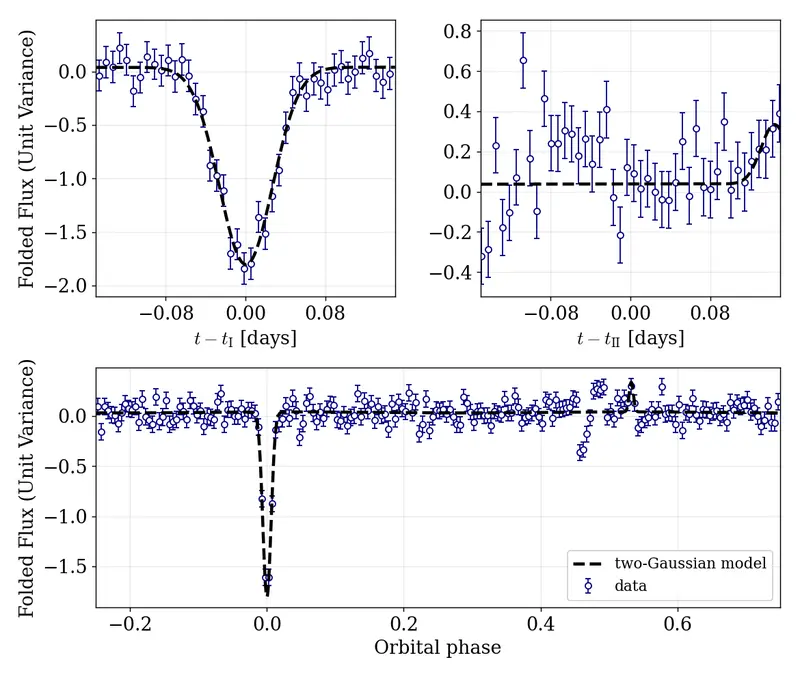 Folded Flux (Unit Variance)
0.0
−0.5
−1.0
−1.5
−2.0
−0.08 0.00 0.08
t − tI [days]
0.8
0.6
0.4
0.2
0.0
−0.2
−0.4
−0.08 0.00 0.08
t − tII [days]
Folded Flux (Unit Variance)
0.0
−0.5
−1.0
−1.5
two-Gaussian model
data
−0.2 0.0 0.2 0.4 0.6
Orbital phase